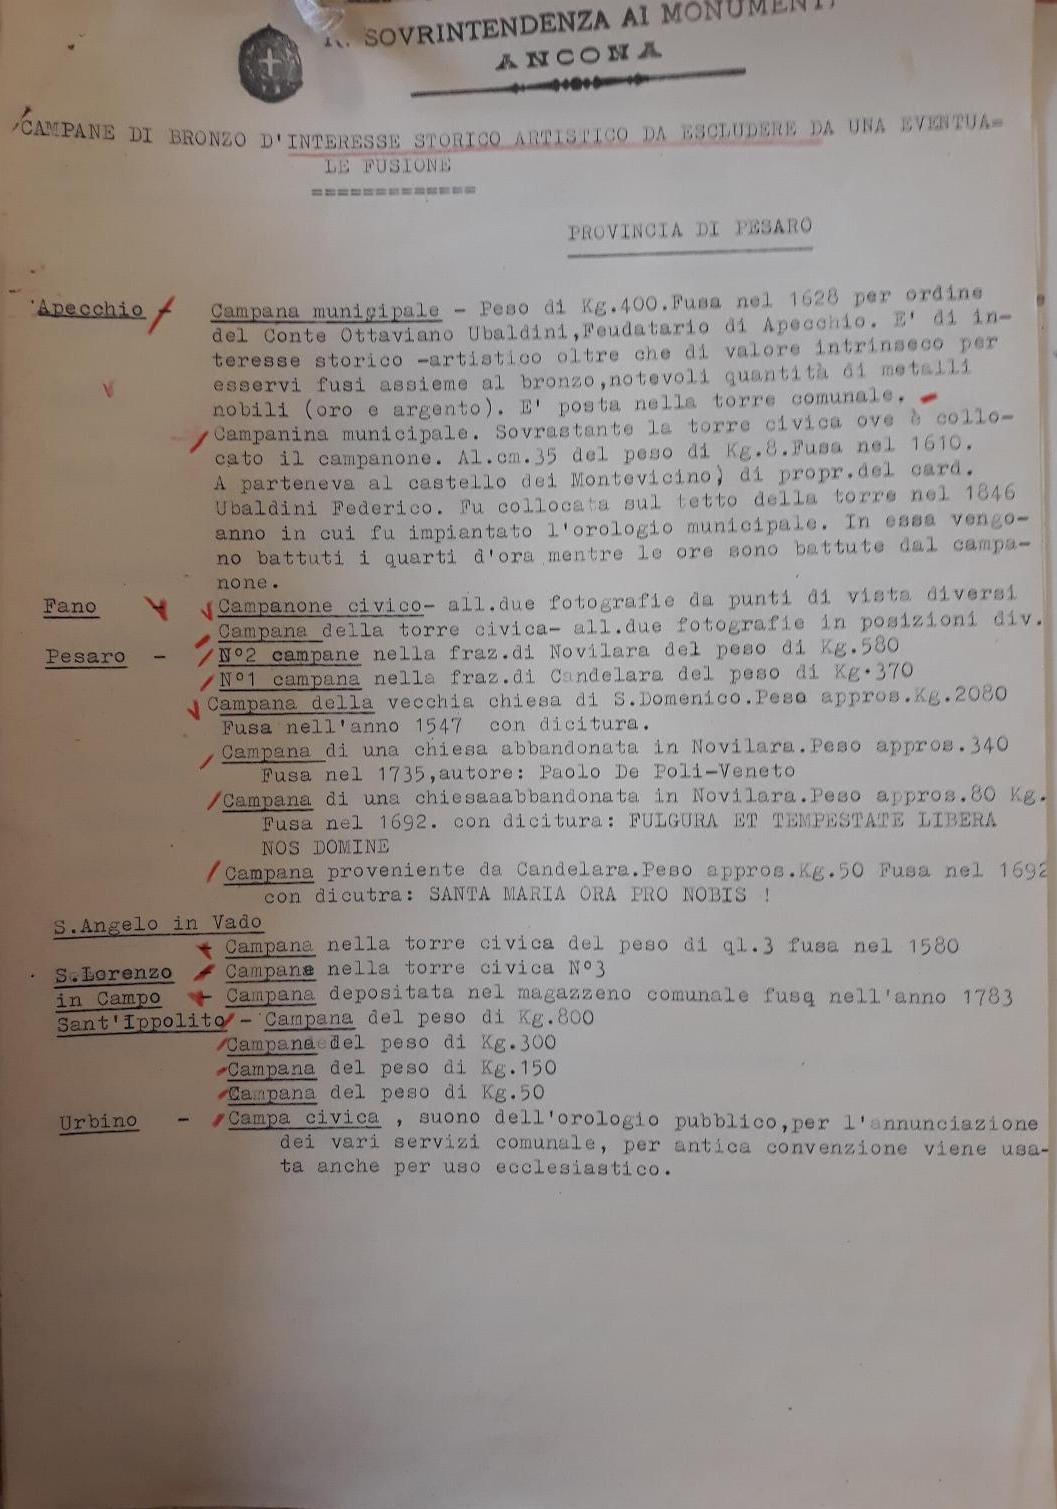 R. SOVRINTENDENZA AI MONUMENTI
ANCONA
CAMPANE DI BRONZO D'INTERESSE STORICO ARTISTICO DA ESCLUDERE DA UNA EVENTUA=
LE FUSIONE
=============
PROVINCIA DI PESARO
Apecchio - Campana municipale - Peso di Kg.400.Fusa nel 1628 per ordine
del Conte Ottaviano Ubaldini,Feudatario di Apecchio. E' di in-
teresse storico -artistico oltre che di valore intrinseco per
esservi fusi assieme al bronzo,notevoli quantità di metalli
nobili (oro e argento). E' posta nella torre comunale.
Campanina municipale. Sovrastante la torre civica ove è collo-
cato il campanone. Al.cm.35 del peso di Kg.8.Fusa nel 1610.
A parteneva al castello dei Montevicino) di propr.del card.
Ubaldini Federico. Fu collocata sul tetto della torre nel 1846
anno in cui fu impiantato l'orologio municipale. In essa vengo-
no battuti i quarti d'ora mentre le ore sono battute dal campa-
none.
Fano - Campanone civico- all.due fotografie da punti di vista diversi
Campana della torre civica- all.due fotografie in posizioni div.
Pesaro - N°2 campane nella fraz.di Novilara del peso di Kg.580
N°1 campana nella fraz.di Candelara del peso di Kg.370
Campana della vecchia chiesa di S.Domenico.Peso appros.Kg.2080
Fusa nell'anno 1547 con dicitura.
Campana di una chiesa abbandonata in Novilara.Peso appros.340
Fusa nel 1735,autore: Paolo De Poli-Veneto
Campana di una chiesaaabbandonata in Novilara.Peso appros.80 Kg.
Fusa nel 1692. con dicitura: FULGURA ET TEMPESTATE LIBERA
NOS DOMINE
Campana proveniente da Candelara.Peso appros.Kg.50 Fusa nel 1692
con dicutra: SANTA MARIA ORA PRO NOBIS !
S.Angelo in Vado
Campana nella torre civica del peso di ql.3 fusa nel 1580
S.Lorenzo - Campane nella torre civica N°3
in Campo - Campana depositata nel magazzeno comunale fusq nell'anno 1783
Sant'Ippolito - Campana del peso di Kg.800
Campana del peso di Kg.300
Campana del peso di Kg.150
Campana del peso di Kg.50
Urbino - Campa civica , suono dell'orologio pubblico,per l'annunciazione
dei vari servizi comunale, per antica convenzione viene usa-
ta anche per uso ecclesiastico.